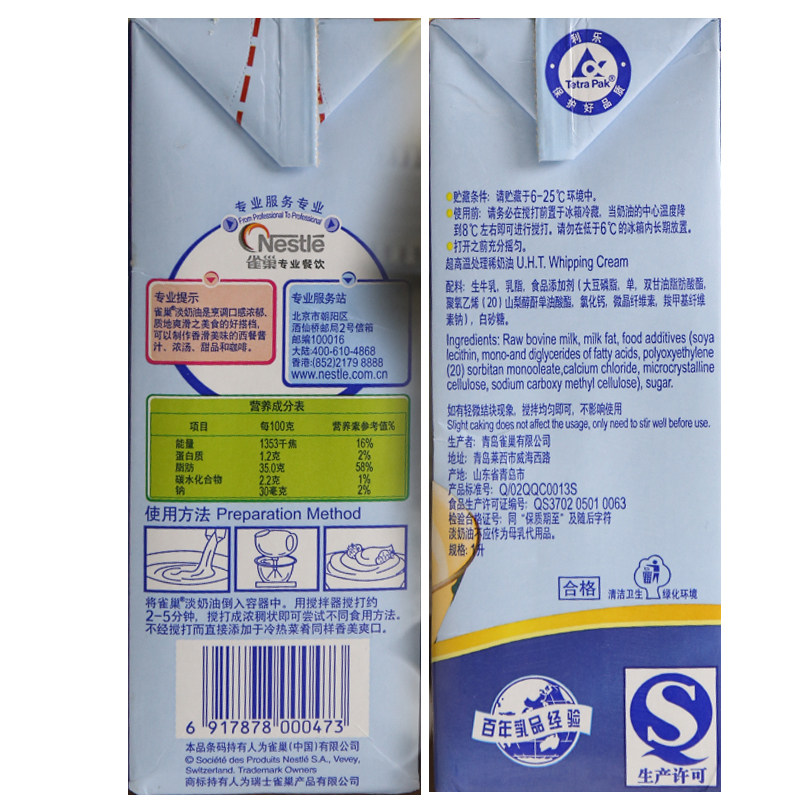 专业服务专业
From Professional To Professional
Nestlé
雀巢专业餐饮
专业提示
雀巢®淡奶油是烹调口感浓郁、
质地爽滑之美食的好搭档，
可以制作香滑美味的西餐酱
汁、浓汤、甜品和咖啡。
专业服务站
北京市朝阳区
酒仙桥邮局2号信箱
邮编100016
大陆:400-610-4868
香港:(852)2179 8888
www.nestle.com.cn
营养成分表
项目 每100克 营养素参考值%
能量 1353千焦 16%
蛋白质 1.2克 2%
脂肪 35.0克 58%
碳水化合物 2.2克 1%
钠 30毫克 2%
使用方法 Preparation Method
将雀巢®淡奶油倒入容器中。用搅拌器搅打约
2-5分钟，搅打成浓稠状即可尝试不同食用方法。
不经搅打而直接添加于冷热菜肴同样香美爽口。
6 917878 000473
本品条码持有人为雀巢(中国)有限公司
© Société des Produits Nestlé S.A., Vevey,
Switzerland. Trademark Owners
商标持有人为瑞士雀巢产品有限公司
利乐
Tetra Pak®
保护好品质
贮藏条件：请贮藏于6-25℃环境中。
使用前：请务必在搅打前置于冰箱冷藏，当奶油的中心温度降
到8℃左右即可进行搅打。请勿在低于6℃的冰箱内长期放置。
打开之前充分摇匀。
超高温处理稀奶油 U.H.T. Whipping Cream
配料：生牛乳，乳脂，食品添加剂（大豆磷脂，单，双甘油脂肪酸酯，
聚氧乙烯（20）山梨醇酐单油酸酯，氯化钙，微晶纤维素，羧甲基纤维
素钠），白砂糖。
Ingredients: Raw bovine milk, milk fat, food additives (soya
lecithin, mono-and diglycerides of fatty acids, polyoxyethylene
(20) sorbitan monooleate,calcium chloride, microcrystalline
cellulose, sodium carboxy methyl cellulose), sugar.
如有轻微结块现象，搅拌均匀即可，不影响使用
Slight caking does not affect the usage, only need to stir well before use.
生产者：青岛雀巢有限公司
地址：青岛莱西市威海西路
产地：山东省青岛市
产品标准号：Q/02QQC0013S
食品生产许可证编号：QS3702 0501 0063
检验合格证号：同“保质期至”及随后字符
淡奶油不应作为母乳代用品。
规格：1升
合格
清洁卫生 绿化环境
百年乳品经验
生产许可